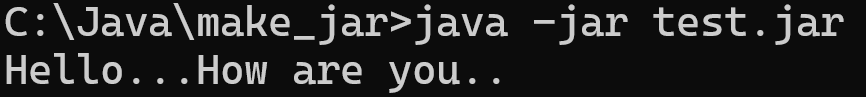 C:\Java\make_jar>java -jar test.jar
Hello...How are you..